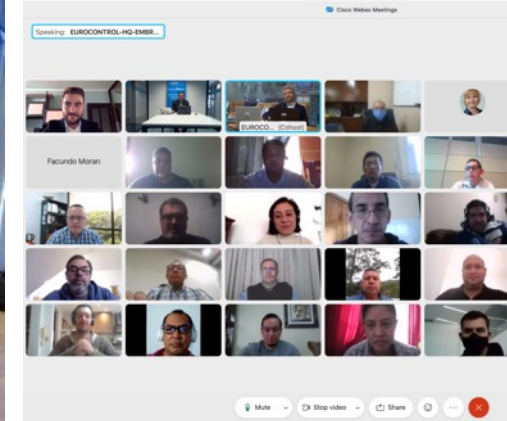 Cisco Webex Meetings
Speaking: EUROCONTROL-HQ-EMBR...
EUROCO... (Cohost)
Facundo Moran
Mute
Stop video
Share